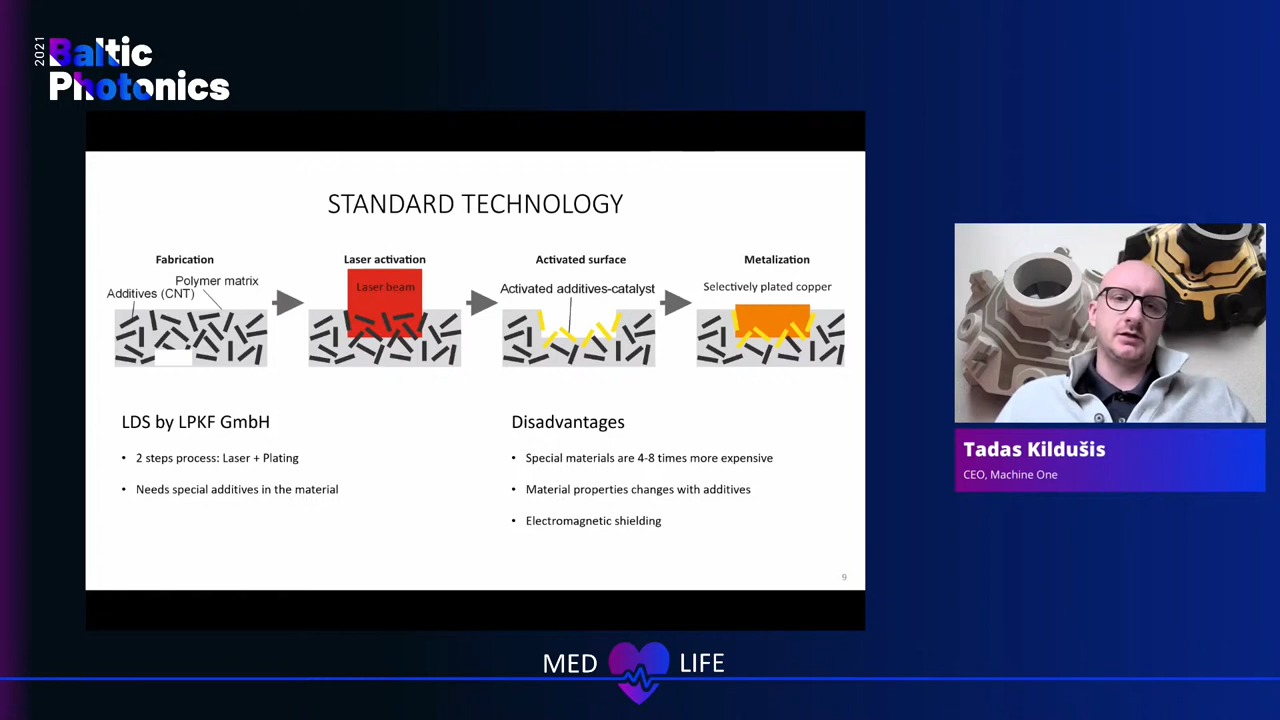 2021
Baltic
Photonics
STANDARD TECHNOLOGY
Fabrication
Polymer matrix
Additives (CNT)
Laser activation
Laser beam
Activated surface
Activated additives-catalyst
Metalization
Selectively plated copper
LDS by LPKF GmbH
• 2 steps process: Laser + Plating
• Needs special additives in the material
Disadvantages
• Special materials are 4-8 times more expensive
• Material properties changes with additives
• Electromagnetic shielding
9
Tadas Kildušis
CEO, Machine One
MED LIFE